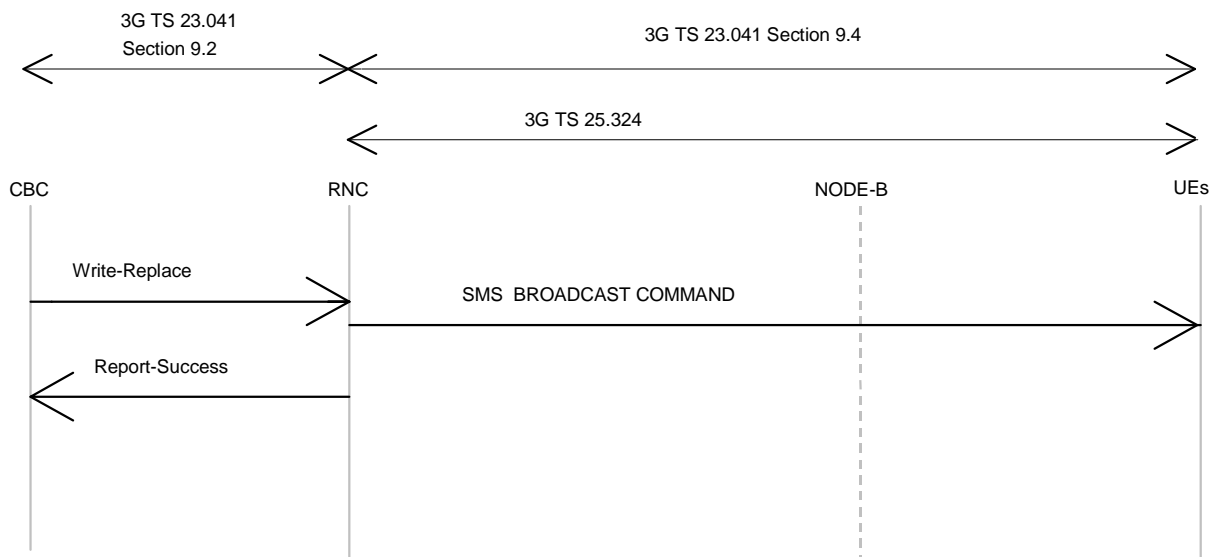 3G TS 23.041
Section 9.2
3G TS 23.041 Section 9.4
3G TS 25.324
CBC
RNC
NODE-B
UEs
Write-Replace
SMS BROADCAST COMMAND
Report-Success